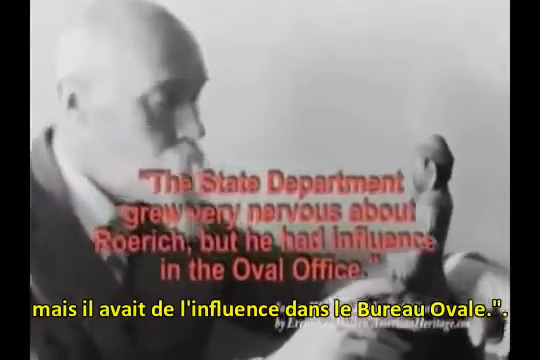 "The State Department
grew very nervous about
Roerich, but he had influence
in the Oval Office."
mais il avait de l'influence dans le Bureau Ovale.".
by
AmericanHeritage.com